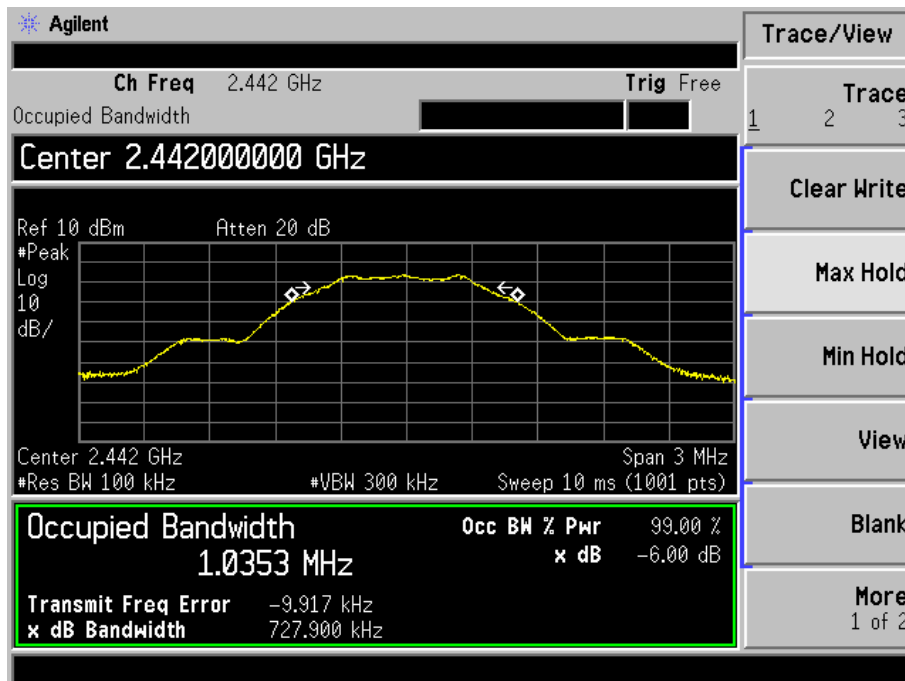 Agilent
Trace/View
Ch Freq 2.442 GHz Trig Free
Occupied Bandwidth
Trace
1 2 3
Center 2.442000000 GHz
Clear Write
Ref 10 dBm Atten 20 dB
#Peak
Log
10
dB/
Max Hold
Min Hold
Center 2.442 GHz Span 3 MHz
#Res BW 100 kHz #VBW 300 kHz Sweep 10 ms (1001 pts)
View
Occupied Bandwidth
1.0353 MHz
Occ BW % Pwr 99.00 %
x dB -6.00 dB
Blank
Transmit Freq Error -9.917 kHz
x dB Bandwidth 727.900 kHz
More
1 of 2